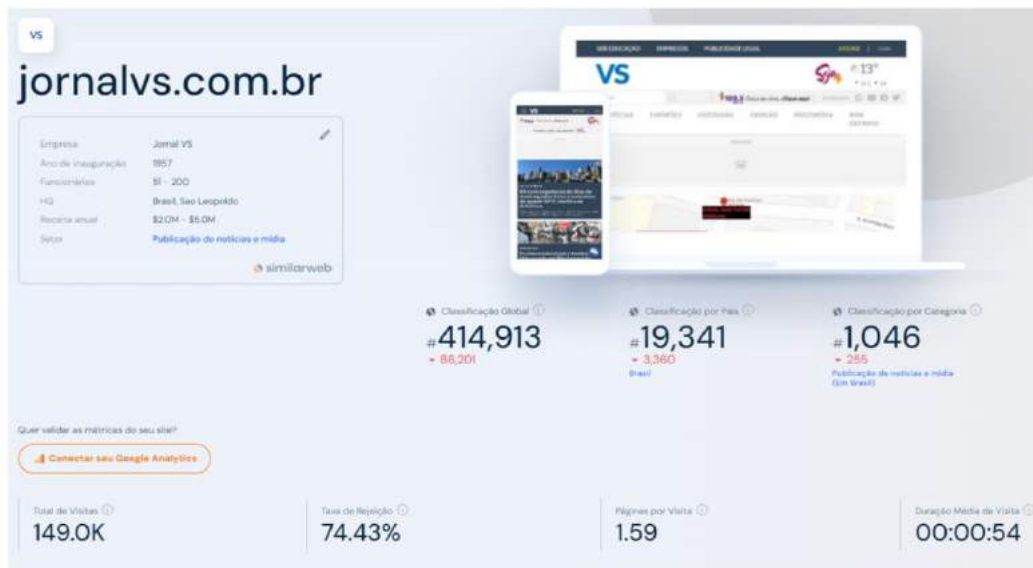 VS
jornalvs.com.br
Empresa Jornal VS
Ano de inauguração 1957
Funcionários 51 - 200
HQ Brasil, Sao Leopoldo
Receita anual $2.0M - $5.0M
Setor Publicação de notícias e mídia
similarweb
VS
13°
VS
Classificação Global
#414,913
86,201
Classificação por País
#19,341
3,360
Brasil
Classificação por Categoria
#1,046
255
Publicação de notícias e mídia
(Em Brasil)
Quer validar as métricas do seu site?
Conectar seu Google Analytics
Total de Visitas
149.0K
Taxa de Rejeição
74.43%
Páginas por Visita
1.59
Duração Média da Visita
00:00:54